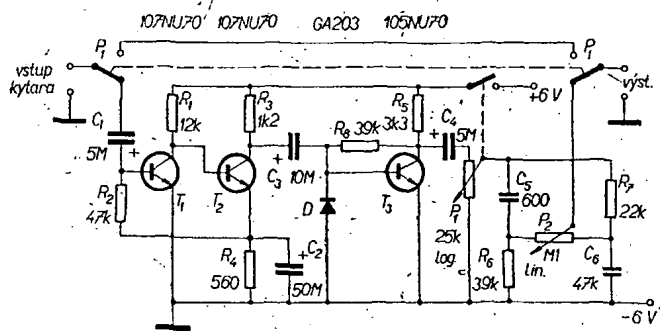 107NU70 107NU70 GA203 105NU70
P₁
P₁
vstup
kytara
výst.
+6 V
R₁
12k
R₃
1k2
R₅
3k3
C₄
5M
C₁
5M
+
R₈ 39k
+
+
C₃
10M
T₁
T₂
T₃
R₂
47k
D
P₁
25k
log.
C₅
600
P₂
M1
lin.
R₇
22k
R₄
560
C₂
+
50M
R₆
39k
C₆
47k
-6 V